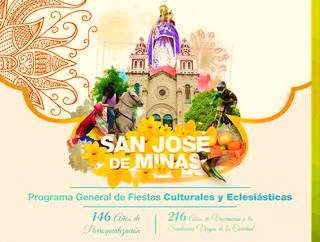 SAN JOSÉ
DE MINAS
Programa General de Fiestas Culturales y Eclesiásticas
146 Años de
Parroquialización
216 Años de Veneración a la
Santísima Virgen de la Caridad